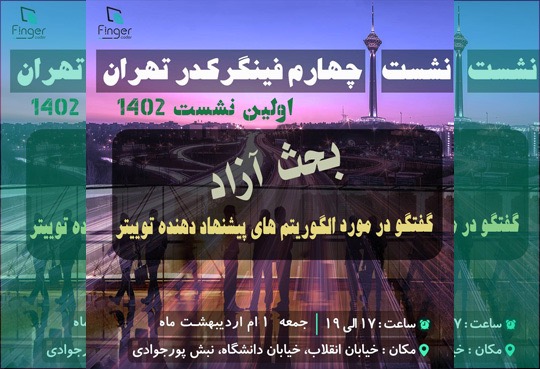 Finger
coder
نشست چهارم فینگرکدر تهران
اولین نشست 1402
بحث آزاد
گفتگو در مورد الگوریتم های پیشنهاد دهنده توییتر
ساعت : ۱۷ الی ۱۹ | جمعه ۱ ام اردیبهشت ماه
مکان : خیابان انقلاب، خیابان دانشگاه، نبش پورجوادی